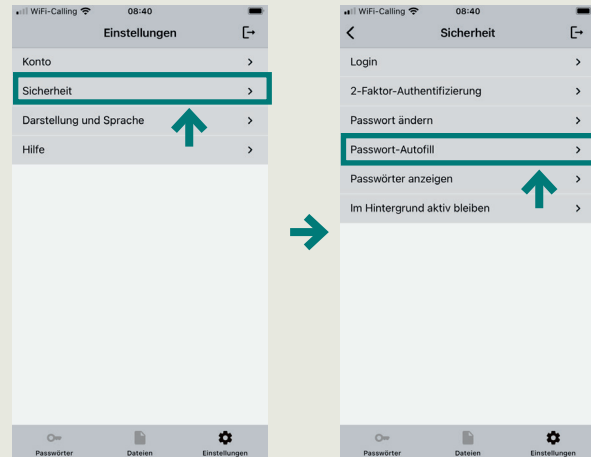 WiFi-Calling 08:40
Einstellungen
Konto
Sicherheit
Darstellung und Sprache
Hilfe
Passwörter Dateien Einstellungen
WiFi-Calling 08:40
Sicherheit
Login
2-Faktor-Authentifizierung
Passwort ändern
Passwort-Autofill
Passwörter anzeigen
Im Hintergrund aktiv bleiben
Passwörter Dateien Einstellungen